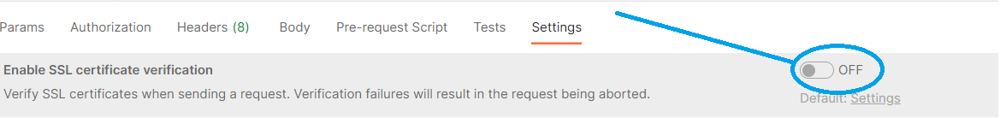 Params Authorization Headers (8) Body Pre-request Script Tests Settings
Enable SSL certificate verification OFF
Verify SSL certificates when sending a request. Verification failures will result in the request being aborted.
Default: Settings